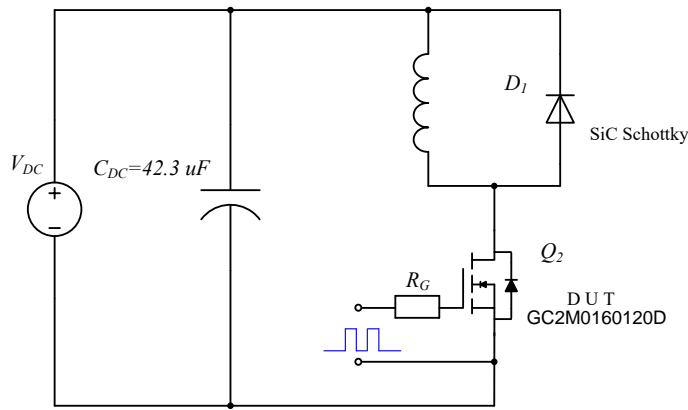 D1
SiC Schottky
VDC
CDC=42.3 uF
+
−
Q2
RG
D U T
GC2M0160120D